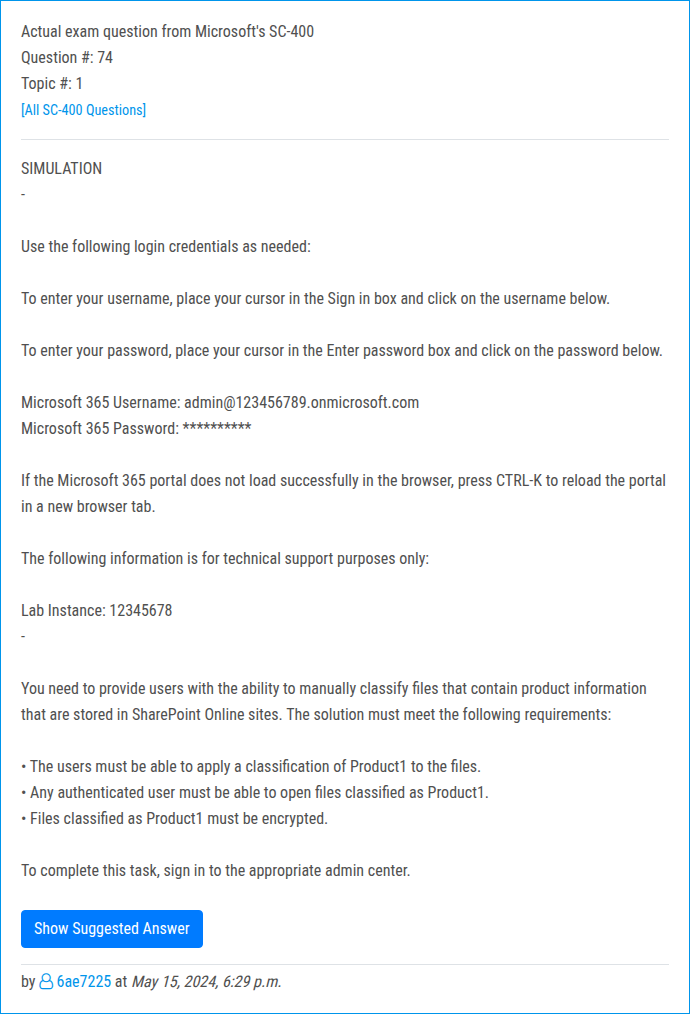 Actual exam question from Microsoft's SC-400
Question #: 74
Topic #: 1
[All SC-400 Questions]
SIMULATION
-
Use the following login credentials as needed:
To enter your username, place your cursor in the Sign in box and click on the username below.
To enter your password, place your cursor in the Enter password box and click on the password below.
Microsoft 365 Username: admin@123456789.onmicrosoft.com
Microsoft 365 Password: **********
If the Microsoft 365 portal does not load successfully in the browser, press CTRL-K to reload the portal
in a new browser tab.
The following information is for technical support purposes only:
Lab Instance: 12345678
-
You need to provide users with the ability to manually classify files that contain product information
that are stored in SharePoint Online sites. The solution must meet the following requirements:
• The users must be able to apply a classification of Product1 to the files.
• Any authenticated user must be able to open files classified as Product1.
• Files classified as Product1 must be encrypted.
To complete this task, sign in to the appropriate admin center.
Show Suggested Answer
by 6ae7225 at May 15, 2024, 6:29 p.m.